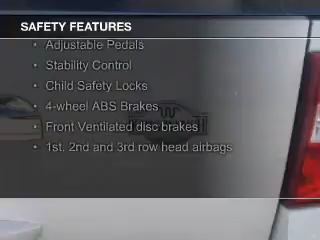 SAFETY FEATURES
• Adjustable Pedals
• Stability Control
• Child Safety Locks
• 4-wheel ABS Brakes
• Front Ventilated disc brakes
• 1st. 2nd and 3rd row head airbags